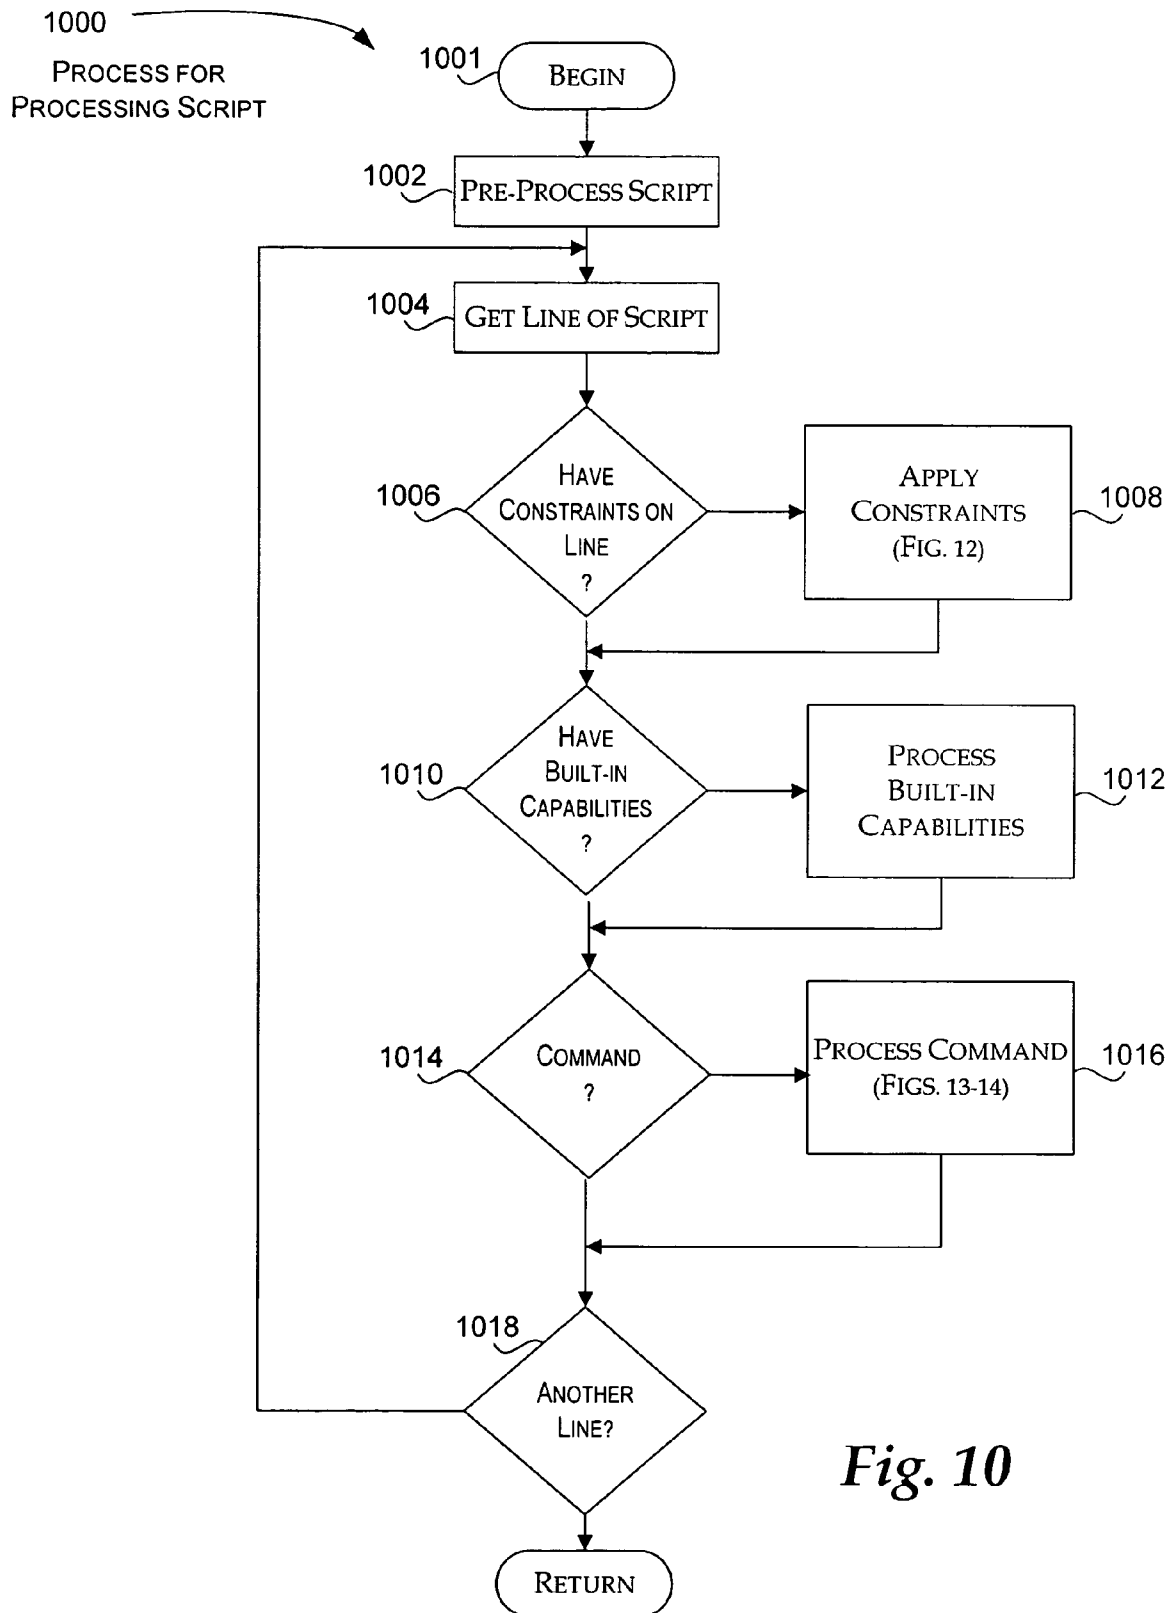 1000
PROCESS FOR
PROCESSING SCRIPT
1001
BEGIN
1002
PRE-PROCESS SCRIPT
1004
GET LINE OF SCRIPT
1006
HAVE
CONSTRAINTS ON
LINE
?
APPLY
CONSTRAINTS
(FIG. 12)
1008
1010
HAVE
BUILT-IN
CAPABILITIES
?
PROCESS
BUILT-IN
CAPABILITIES
1012
1014
COMMAND
?
PROCESS COMMAND
(FIGS. 13-14)
1016
1018
ANOTHER
LINE?
Fig. 10
RETURN